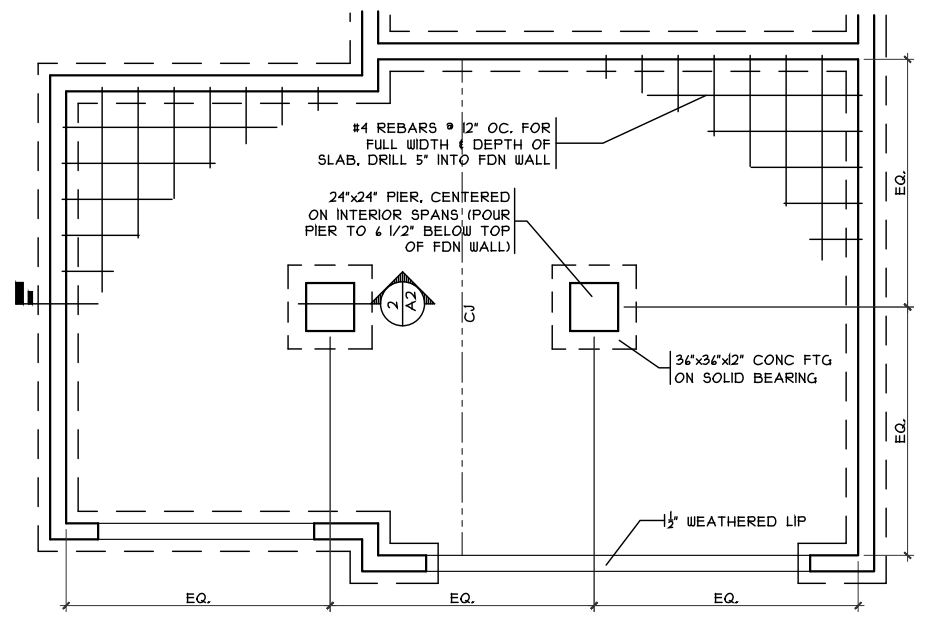 #4 REBARS @ 12" OC. FOR
FULL WIDTH & DEPTH OF
SLAB, DRILL 5" INTO FDN WALL
24"x24" PIER, CENTERED
ON INTERIOR SPANS (POUR
PIER TO 6 1/2" BELOW TOP
OF FDN WALL)
EQ.
2
A2
CJ
36"x36"x12" CONC FTG
ON SOLID BEARING
EQ.
1½" WEATHERED LIP
EQ.
EQ.
EQ.